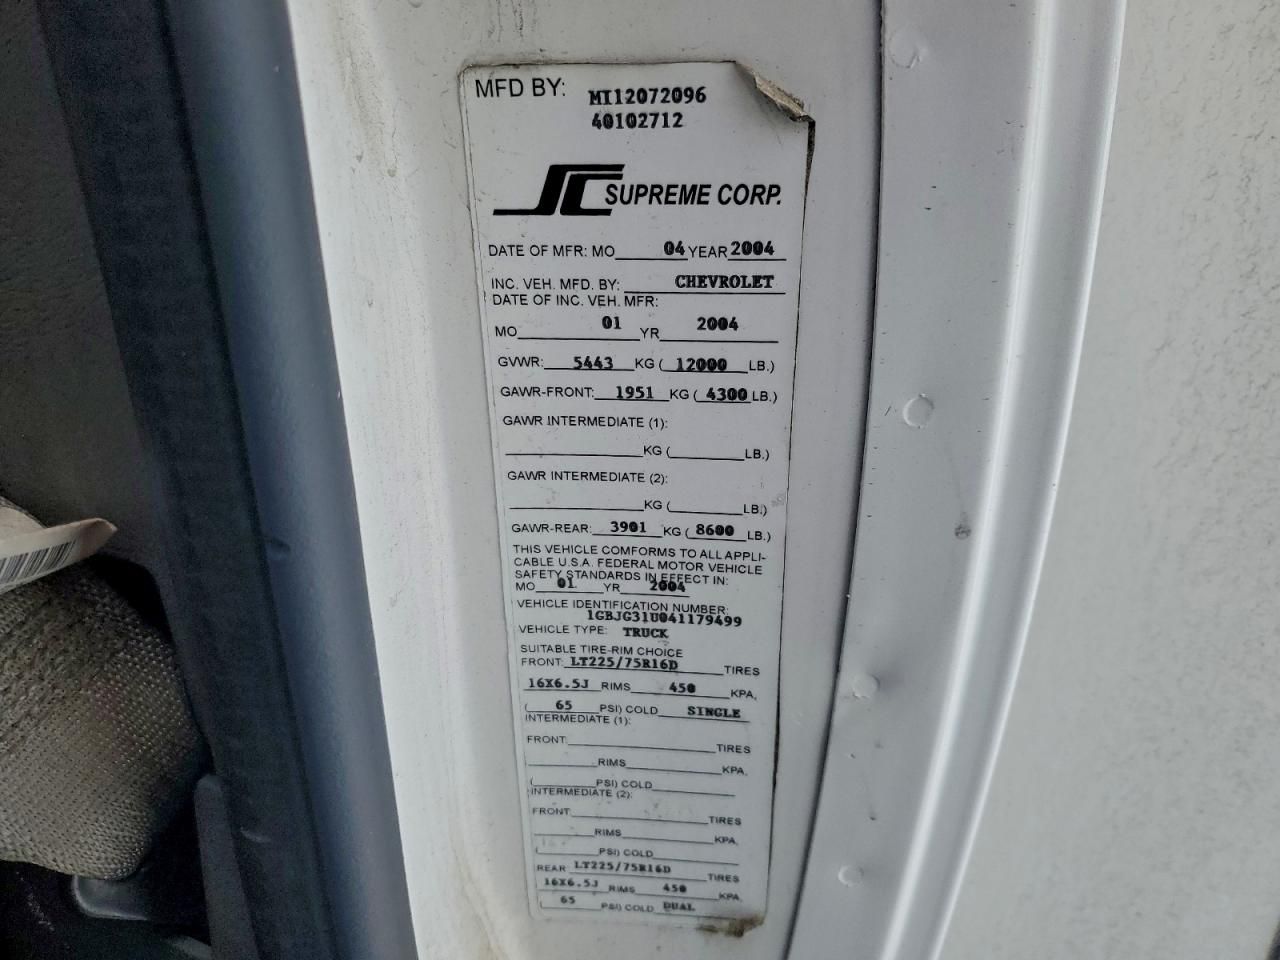 MFD BY: MI12072096
40102712
SC SUPREME CORP.
DATE OF MFR: MO 04 YEAR 2004
INC. VEH. MFD. BY: CHEVROLET
DATE OF INC. VEH. MFR:
MO 01 YR 2004
GVWR: 5443 KG ( 12000 LB.)
GAWR-FRONT: 1951 KG ( 4300 LB.)
GAWR INTERMEDIATE (1):
KG ( LB.)
GAWR INTERMEDIATE (2):
KG ( LB.)
GAWR-REAR: 3901 KG ( 8600 LB.)
THIS VEHICLE COMFORMS TO ALL APPLI-
CABLE U.S.A. FEDERAL MOTOR VEHICLE
SAFETY STANDARDS IN EFFECT IN:
MO 01 YR 2004
VEHICLE IDENTIFICATION NUMBER:
1GBJG31U041179499
VEHICLE TYPE: TRUCK
SUITABLE TIRE-RIM CHOICE
FRONT: LT225/75R16D TIRES
16X6.5J RIMS 450 KPA,
( 65 PSI) COLD SINGLE
INTERMEDIATE (1):
FRONT: TIRES
RIMS KPA,
( PSI) COLD
INTERMEDIATE (2):
FRONT: TIRES
RIMS KPA,
( PSI) COLD
REAR LT225/75R16D TIRES
16X6.5J RIMS 450 KPA
( 65 PSI) COLD DUAL